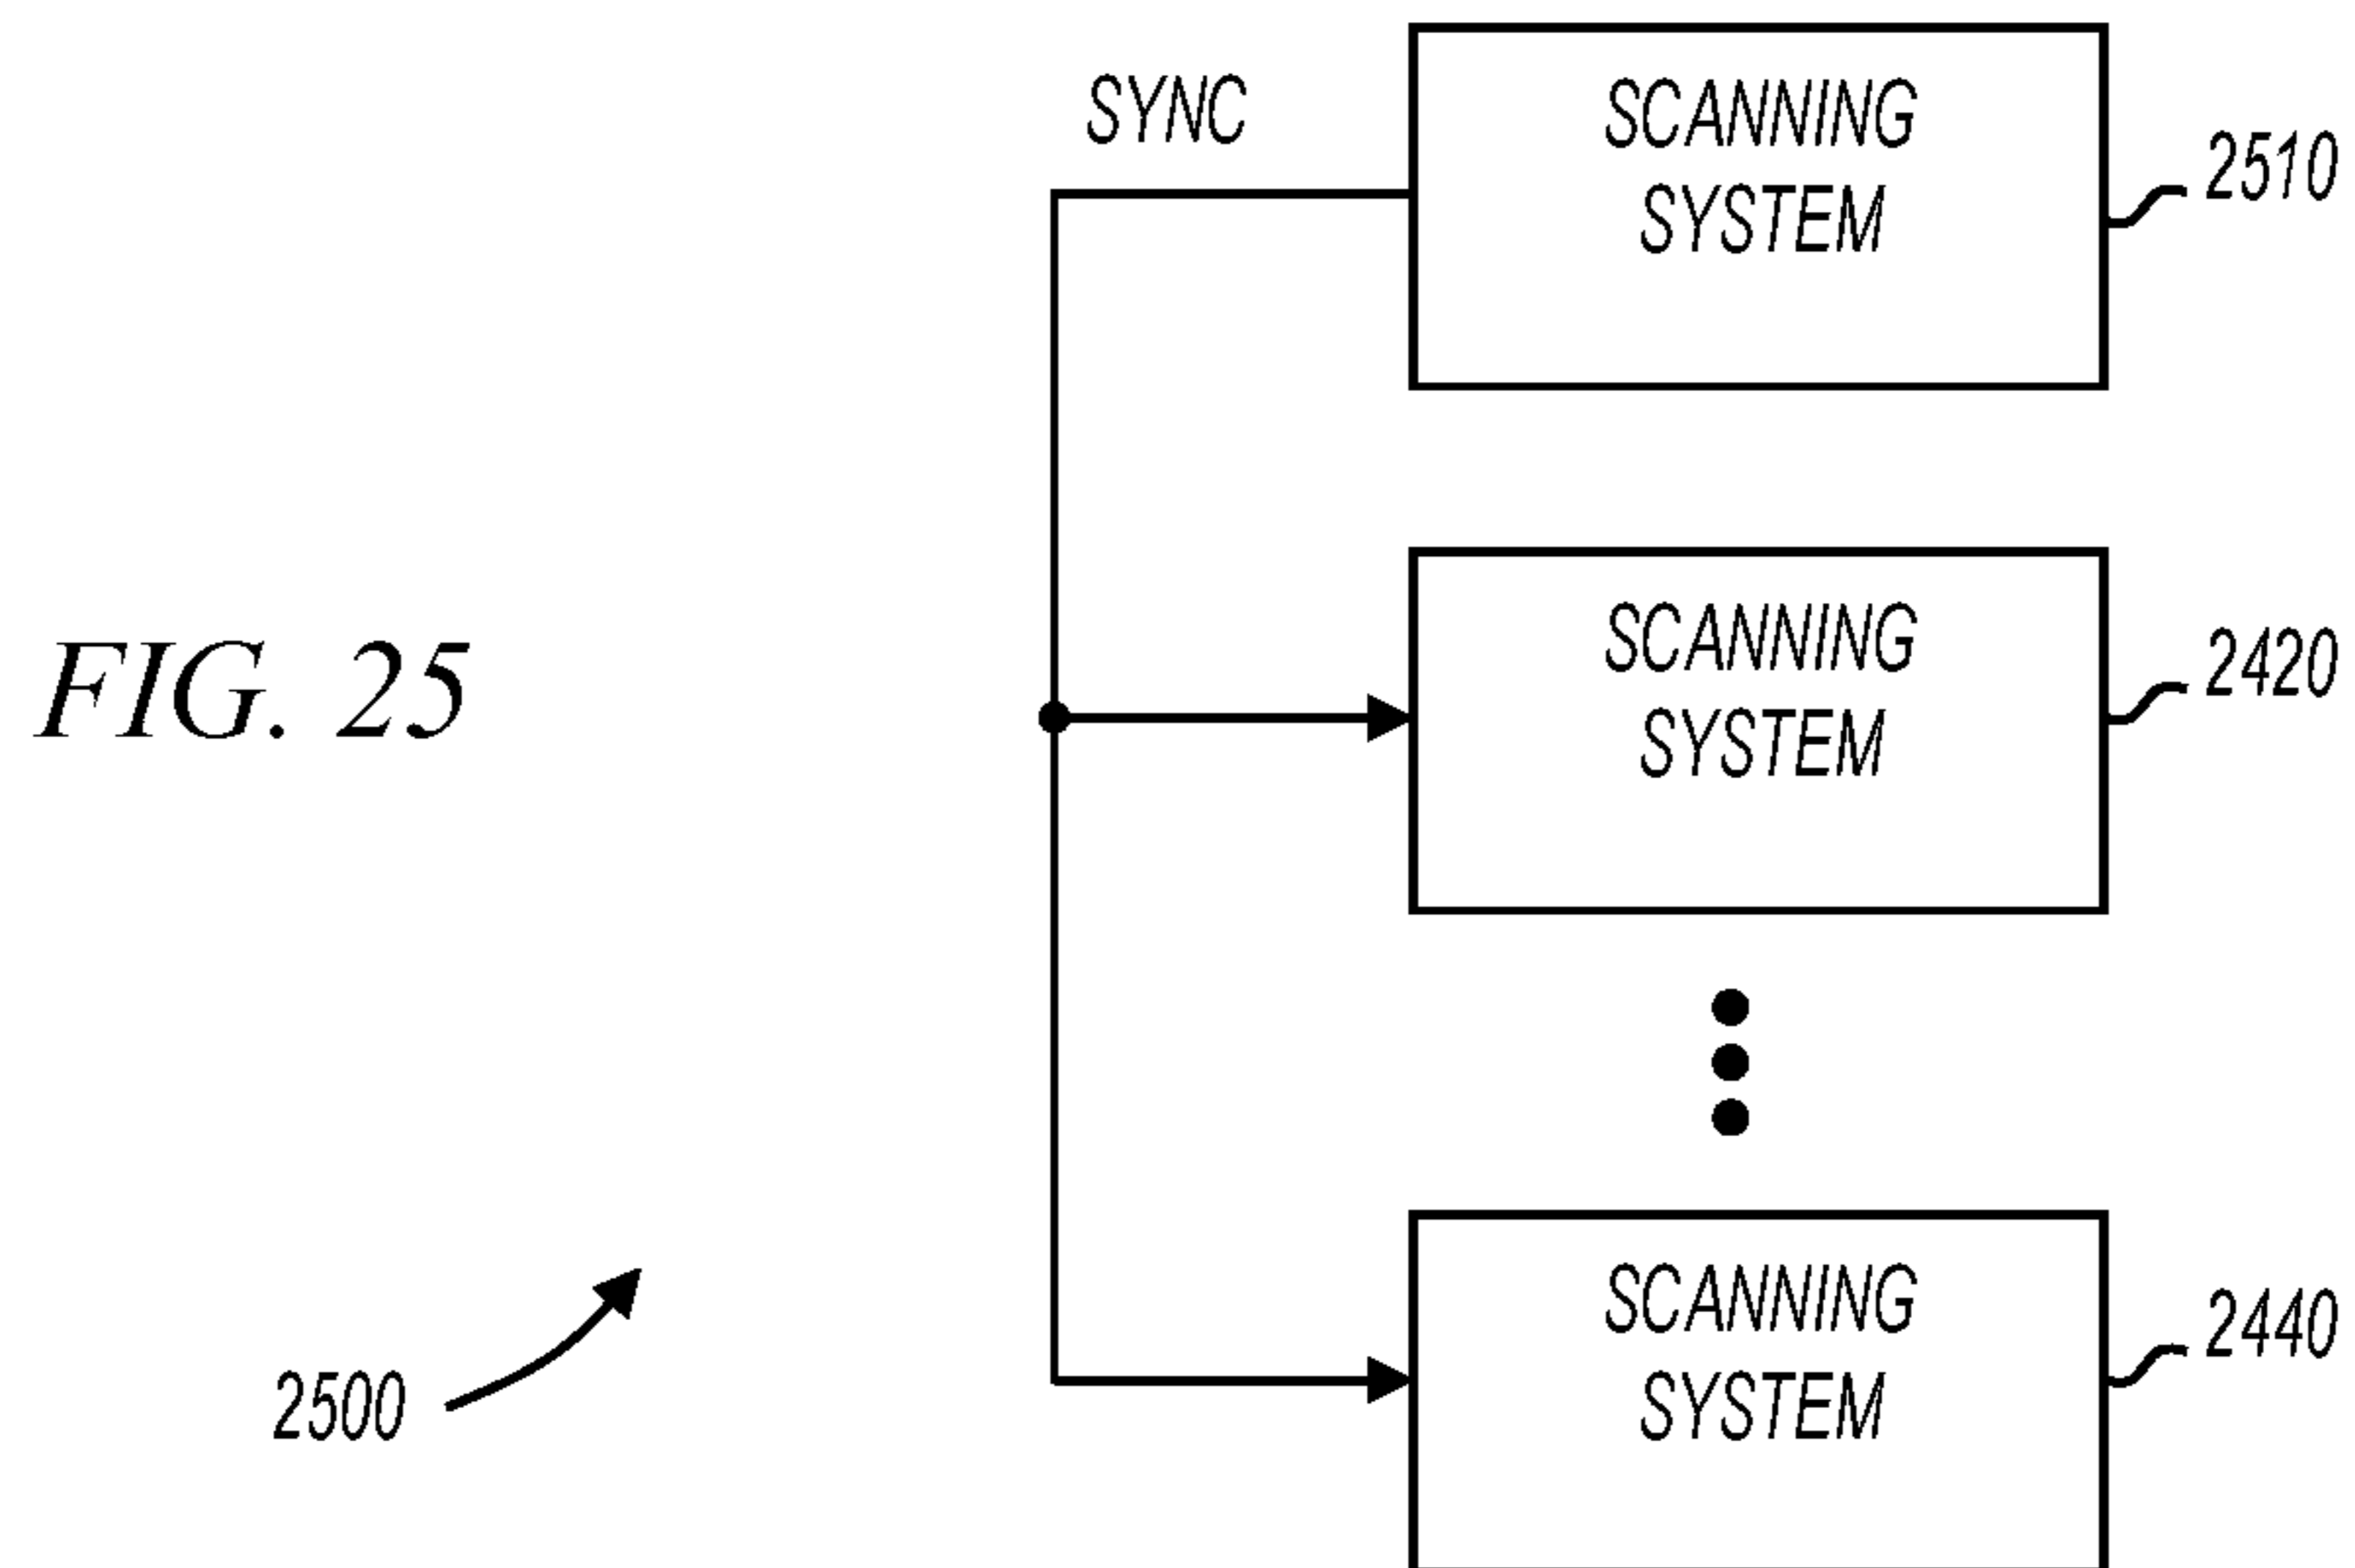 SYNC
SCANNING
SYSTEM
2510
FIG. 25
SCANNING
SYSTEM
2420
SCANNING
SYSTEM
2440
2500